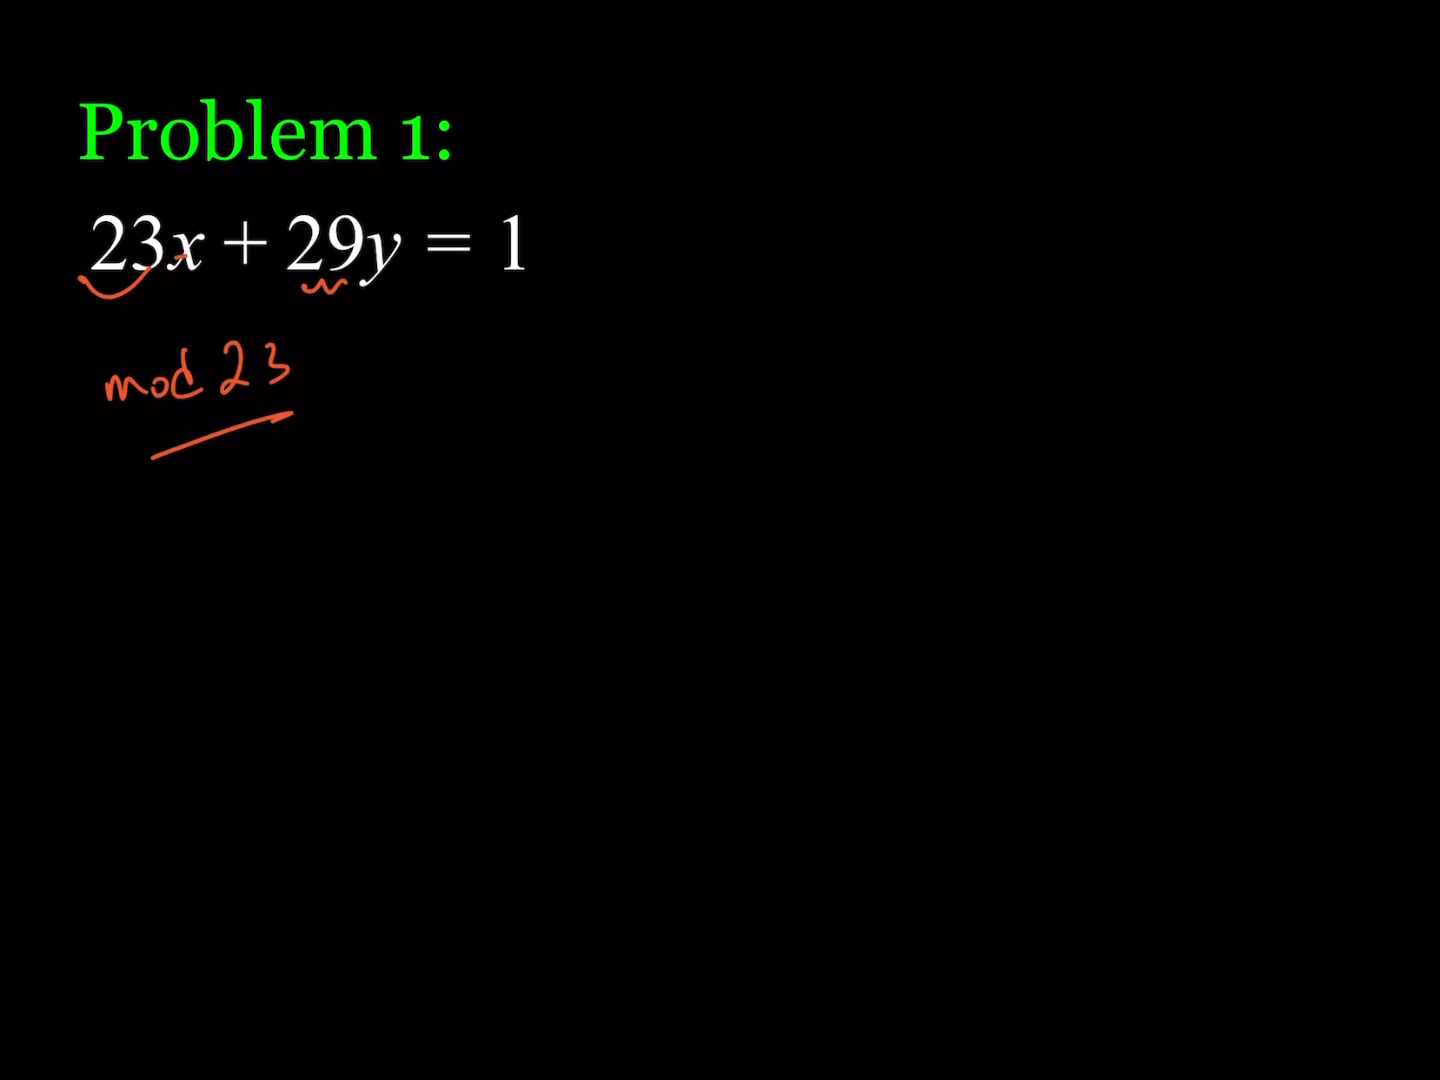 Problem 1:
23x + 29y = 1
mod 23